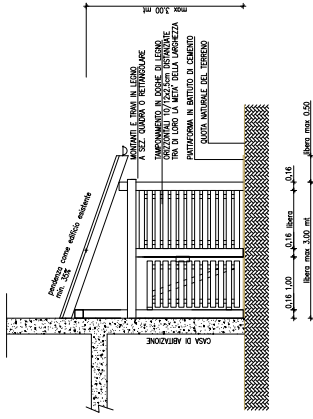 max 3.00 mt
MONTANTI E TRAVI IN LEGNO
A SEZ. QUADRA O RETTANGOLARE
TAMPONAMENTO IN DOGHE DI LEGNO
ORIZZONTALI 10/12x2.5cm DISTANZIATE
TRA DI LORO LA META' DELLA LARGHEZZA
PIATTAFORMA IN BATTUTO DI CEMENTO
QUOTA NATURALE DEL TERRENO
pendenza come edificio esistente
min. 35%
CASA DI ABITAZIONE
0.16 1,00 0,16 libera 0,16
libera max 3.00 mt libera max 0.50